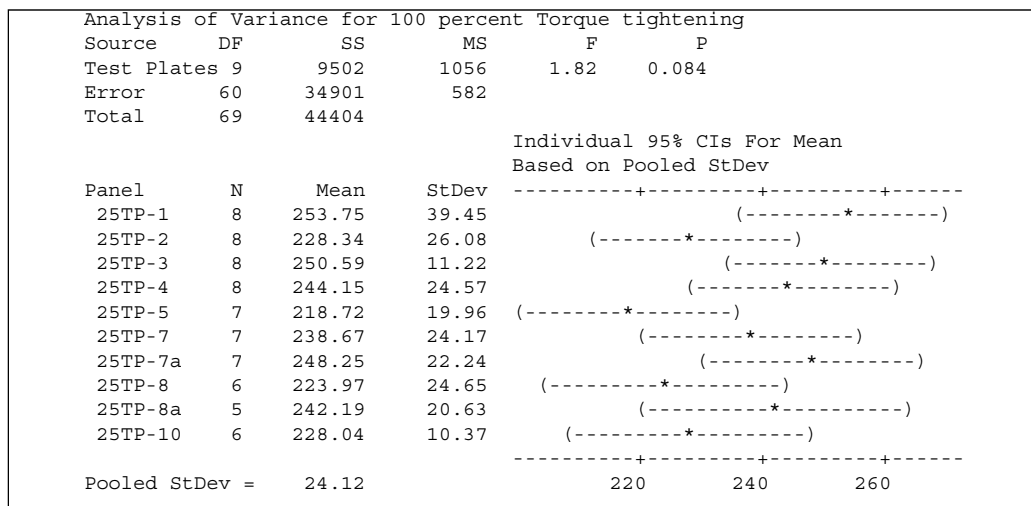 Analysis of Variance for 100 percent Torque tightening
Source     DF        SS        MS        F        P
Test Plates 9      9502      1056     1.82    0.084
Error      60     34901       582
Total      69     44404
                                   Individual 95% CIs For Mean
                                   Based on Pooled StDev
Panel       N      Mean     StDev  ----------+---------+---------+------
 25TP-1     8    253.75     39.45                    (--------*-------)
 25TP-2     8    228.34     26.08        (-------*--------)
 25TP-3     8    250.59     11.22                   (-------*--------)
 25TP-4     8    244.15     24.57                (-------*--------)
 25TP-5     7    218.72     19.96  (--------*--------)
 25TP-7     7    238.67     24.17            (--------*--------)
 25TP-7a    7    248.25     22.24                 (--------*--------)
 25TP-8     6    223.97     24.65    (---------*---------)
 25TP-8a    5    242.19     20.63            (----------*----------)
 25TP-10    6    228.04     10.37      (---------*---------)
                                   ----------+---------+---------+------
Pooled StDev =    24.12                    220       240       260